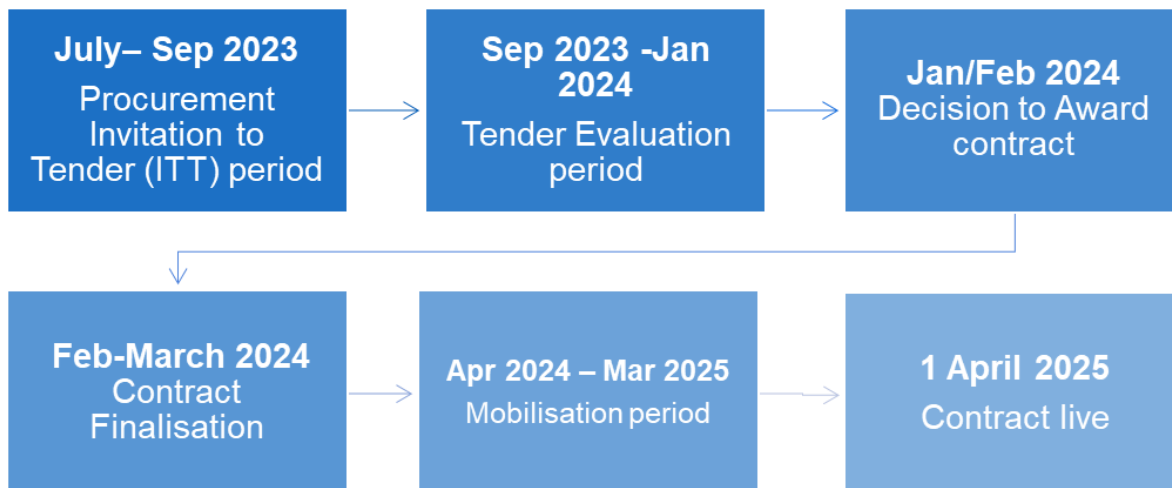 July– Sep 2023
Procurement
Invitation to
Tender (ITT) period
Sep 2023 -Jan
2024
Tender Evaluation
period
Jan/Feb 2024
Decision to Award
contract
Feb-March 2024
Contract
Finalisation
Apr 2024 – Mar 2025
Mobilisation period
1 April 2025
Contract live